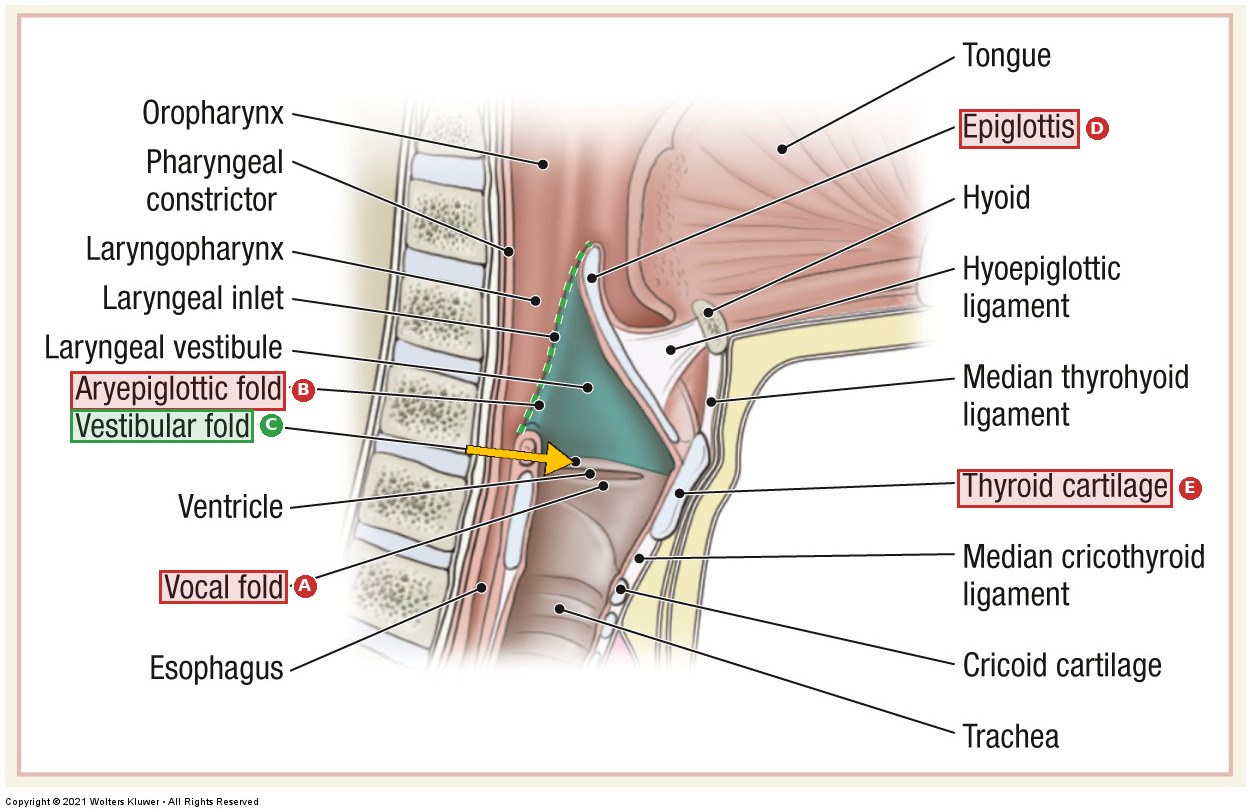 Oropharynx
Pharyngeal
constrictor
Laryngopharynx
Laryngeal inlet
Laryngeal vestibule
Aryepiglottic fold B
Vestibular fold C
Ventricle
Vocal fold A
Esophagus
Tongue
Epiglottis D
Hyoid
Hyoepiglottic
ligament
Median thyrohyoid
ligament
Thyroid cartilage E
Median cricothyroid
ligament
Cricoid cartilage
Trachea
Copyright © 2021 Wolters Kluwer • All Rights Reserved